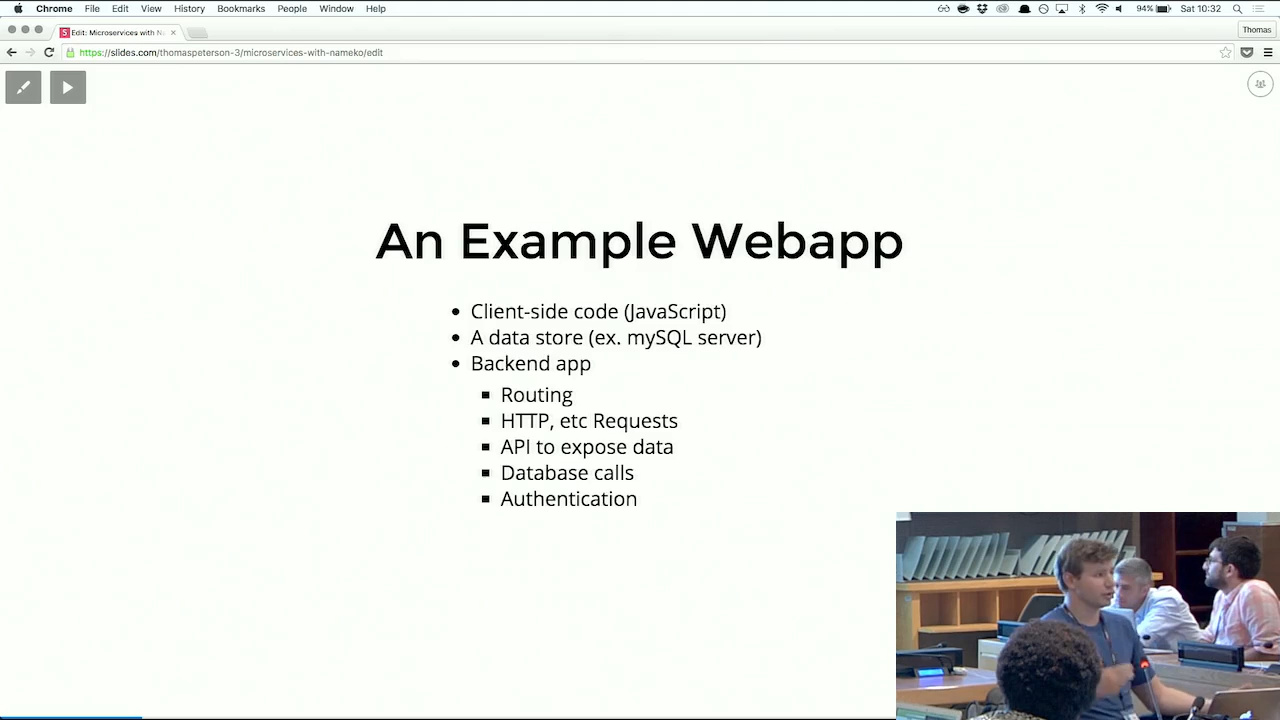 Chrome File Edit View History Bookmarks People Window Help 94% Sat 10:32
Edit: Microservices with Na
Thomas
https://slides.com/thomaspeterson-3/microservices-with-nameko/edit
An Example Webapp
Client-side code (JavaScript)
A data store (ex. mySQL server)
Backend app
Routing
HTTP, etc Requests
API to expose data
Database calls
Authentication